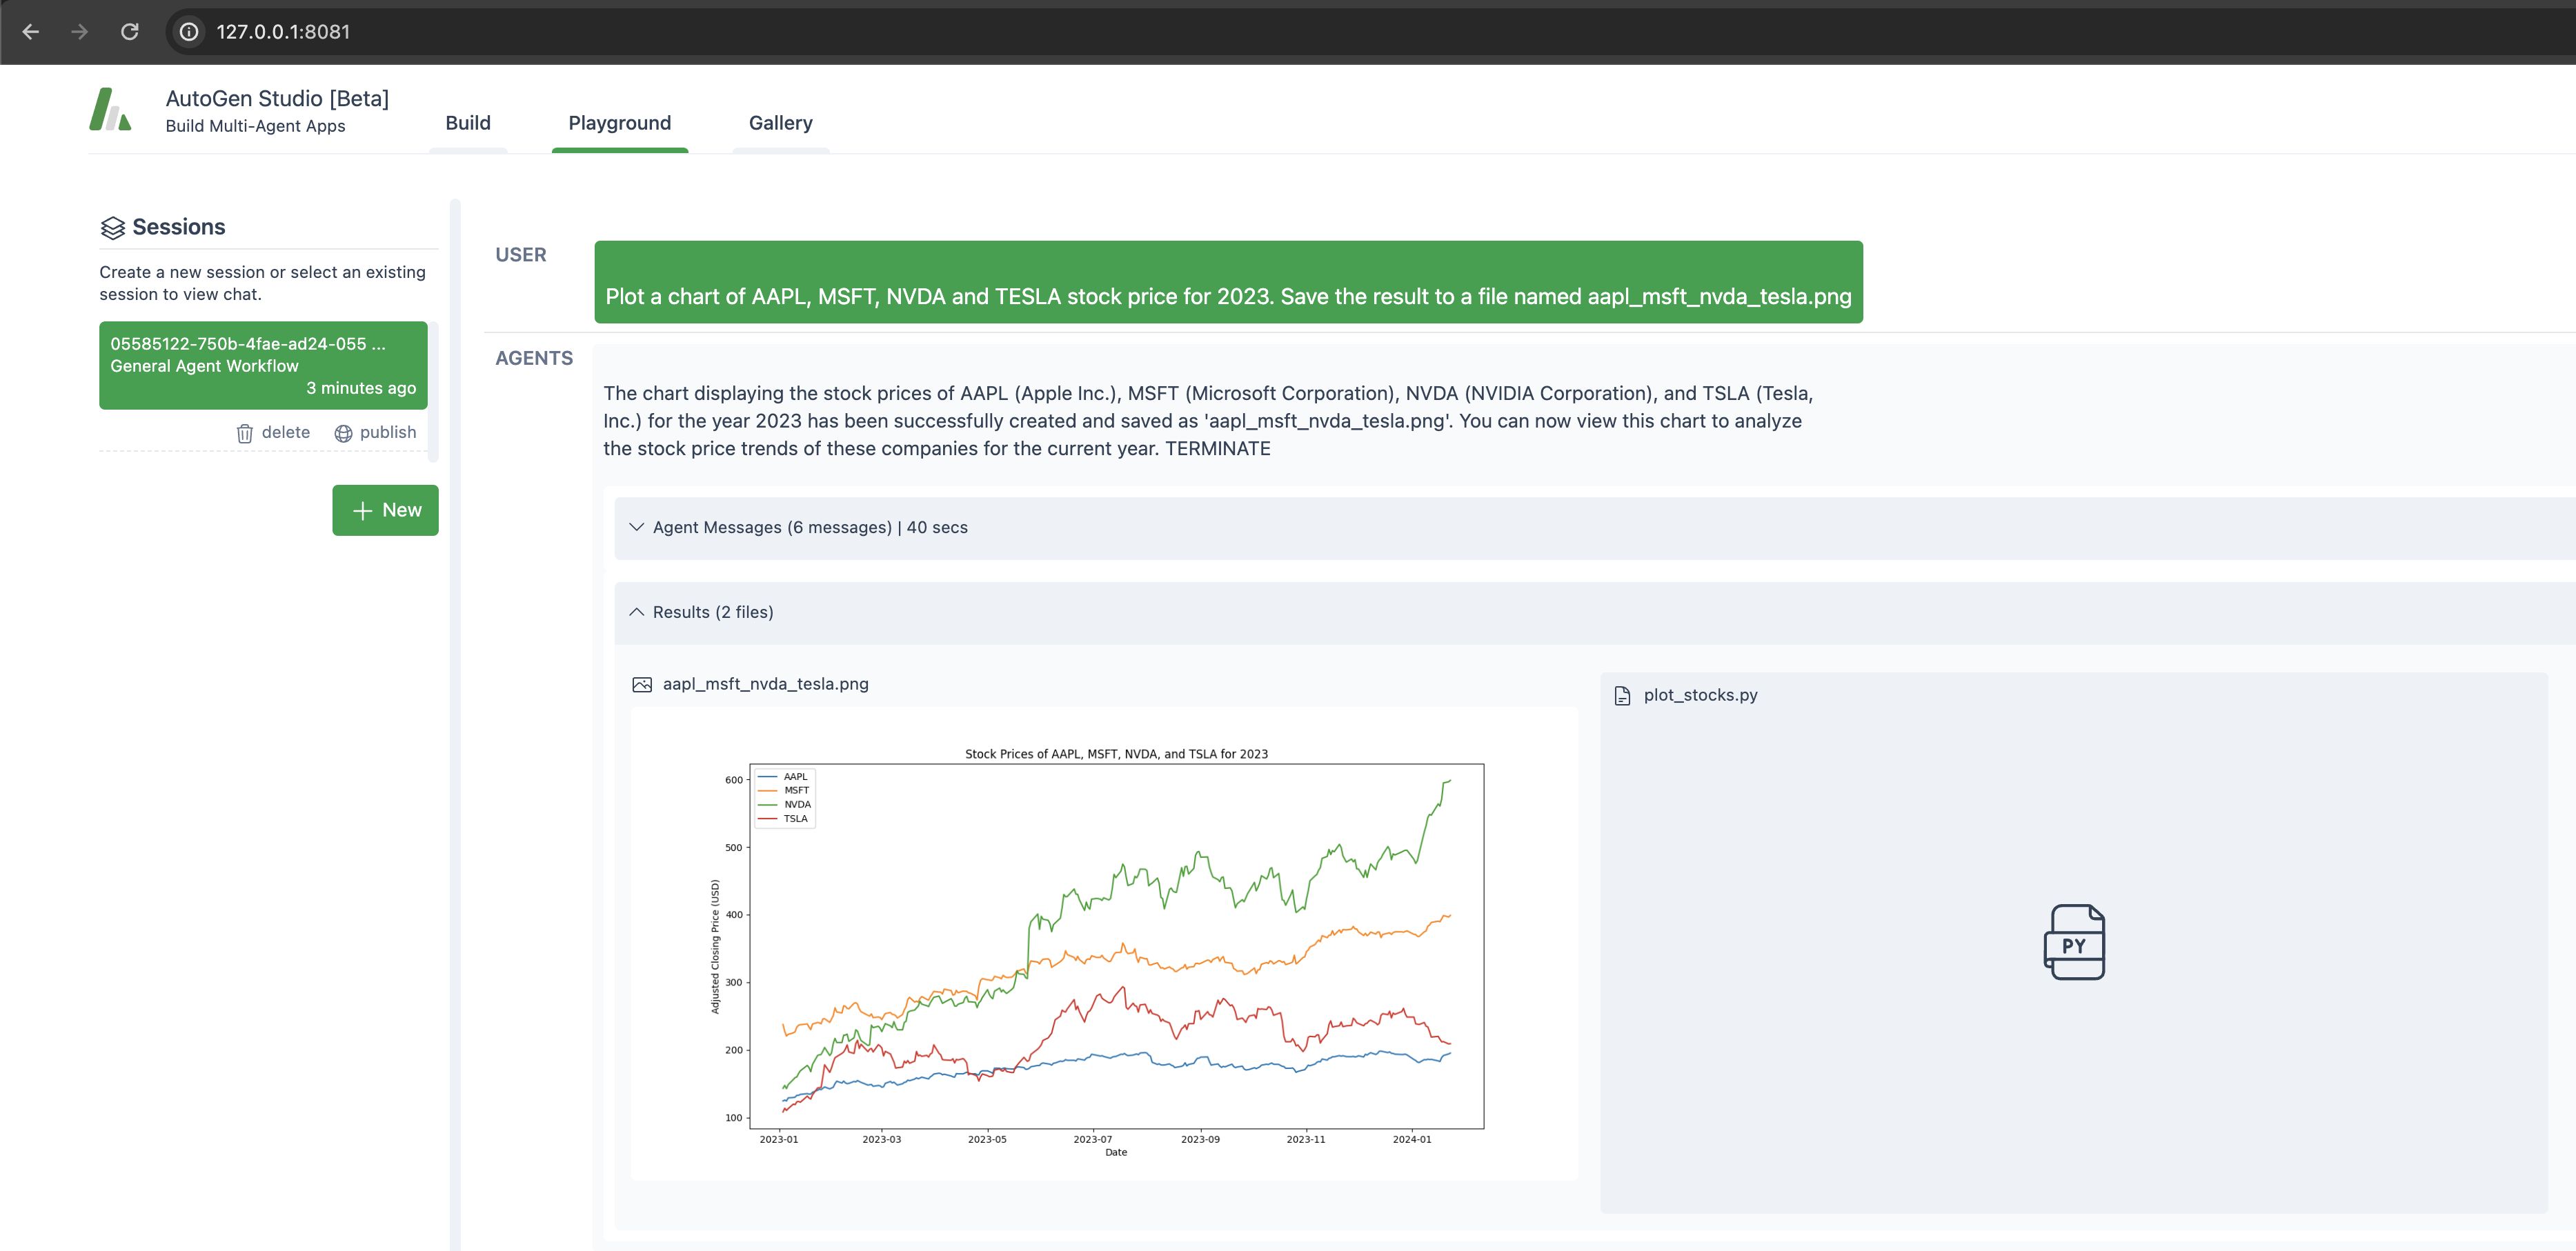 127.0.0.1:8081
AutoGen Studio [Beta]
Build Multi-Agent Apps
Build
Playground
Gallery
Sessions
Create a new session or select an existing
session to view chat.
05585122-750b-4fae-ad24-055 ...
General Agent Workflow
3 minutes ago
delete
publish
New
USER
Plot a chart of AAPL, MSFT, NVDA and TESLA stock price for 2023. Save the result to a file named aapl_msft_nvda_tesla.png
AGENTS
The chart displaying the stock prices of AAPL (Apple Inc.), MSFT (Microsoft Corporation), NVDA (NVIDIA Corporation), and TSLA (Tesla,
Inc.) for the year 2023 has been successfully created and saved as 'aapl_msft_nvda_tesla.png'. You can now view this chart to analyze
the stock price trends of these companies for the current year. TERMINATE
Agent Messages (6 messages) | 40 secs
Results (2 files)
aapl_msft_nvda_tesla.png
Stock Prices of AAPL, MSFT, NVDA, and TSLA for 2023
AAPL
MSFT
NVDA
TSLA
600
500
400
300
200
100
Adjusted Closing Price (USD)
2023-01
2023-03
2023-05
2023-07
2023-09
2023-11
2024-01
Date
plot_stocks.py
PY